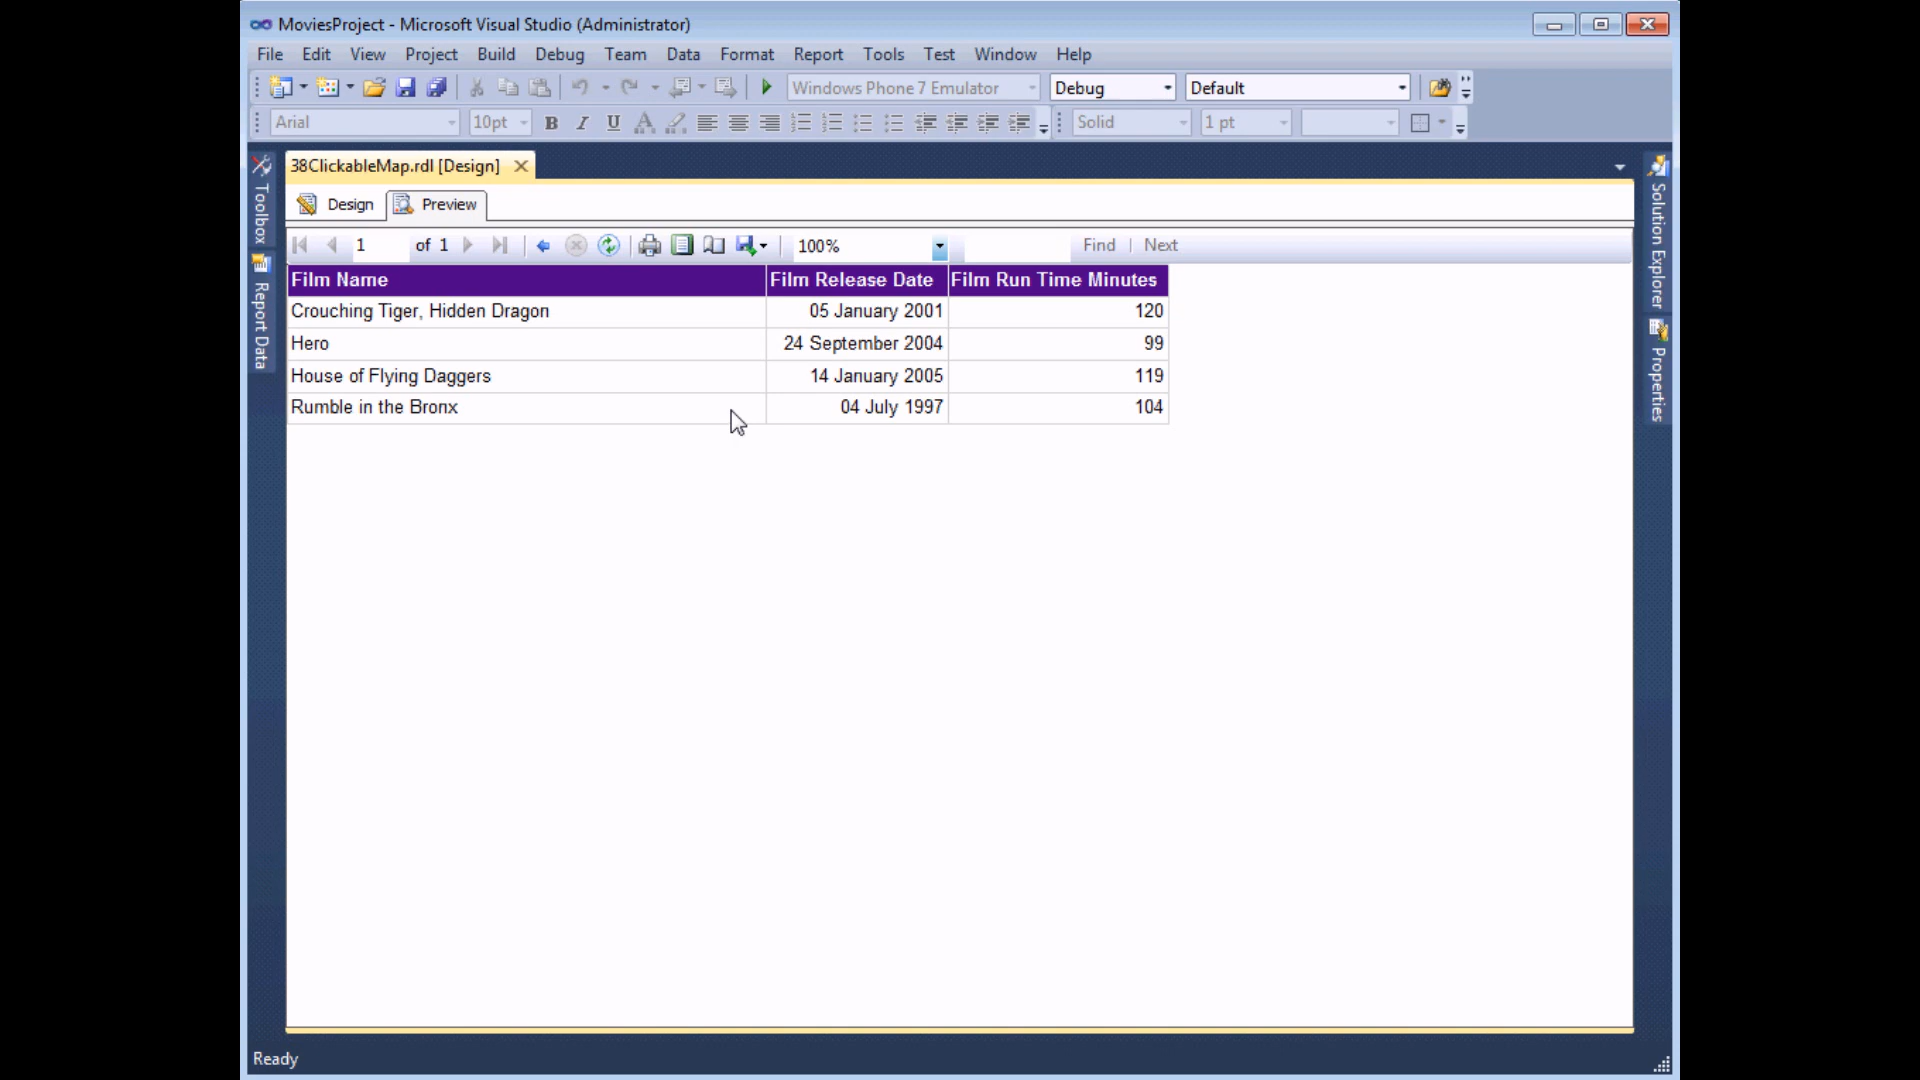 MoviesProject - Microsoft Visual Studio (Administrator)
File Edit View Project Build Debug Team Data Format Report Tools Test Window Help
Windows Phone 7 Emulator Debug Default
Arial 10pt B I U A Solid 1 pt
38ClickableMap.rdl [Design]
Design Preview
1 of 1 100% Find | Next
Film Name Film Release Date Film Run Time Minutes
Crouching Tiger, Hidden Dragon 05 January 2001 120
Hero 24 September 2004 99
House of Flying Daggers 14 January 2005 119
Rumble in the Bronx 04 July 1997 104
Toolbox
Report Data
Solution Explorer
Properties
Ready